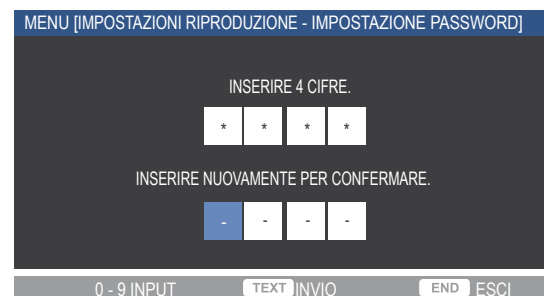 MENU [IMPOSTAZIONI RIPRODUZIONE - IMPOSTAZIONE PASSWORD]
INSERIRE 4 CIFRE.
* * * *
INSERIRE NUOVAMENTE PER CONFERMARE.
- - - -
0 - 9 INPUT TEXT INVIO END ESCI